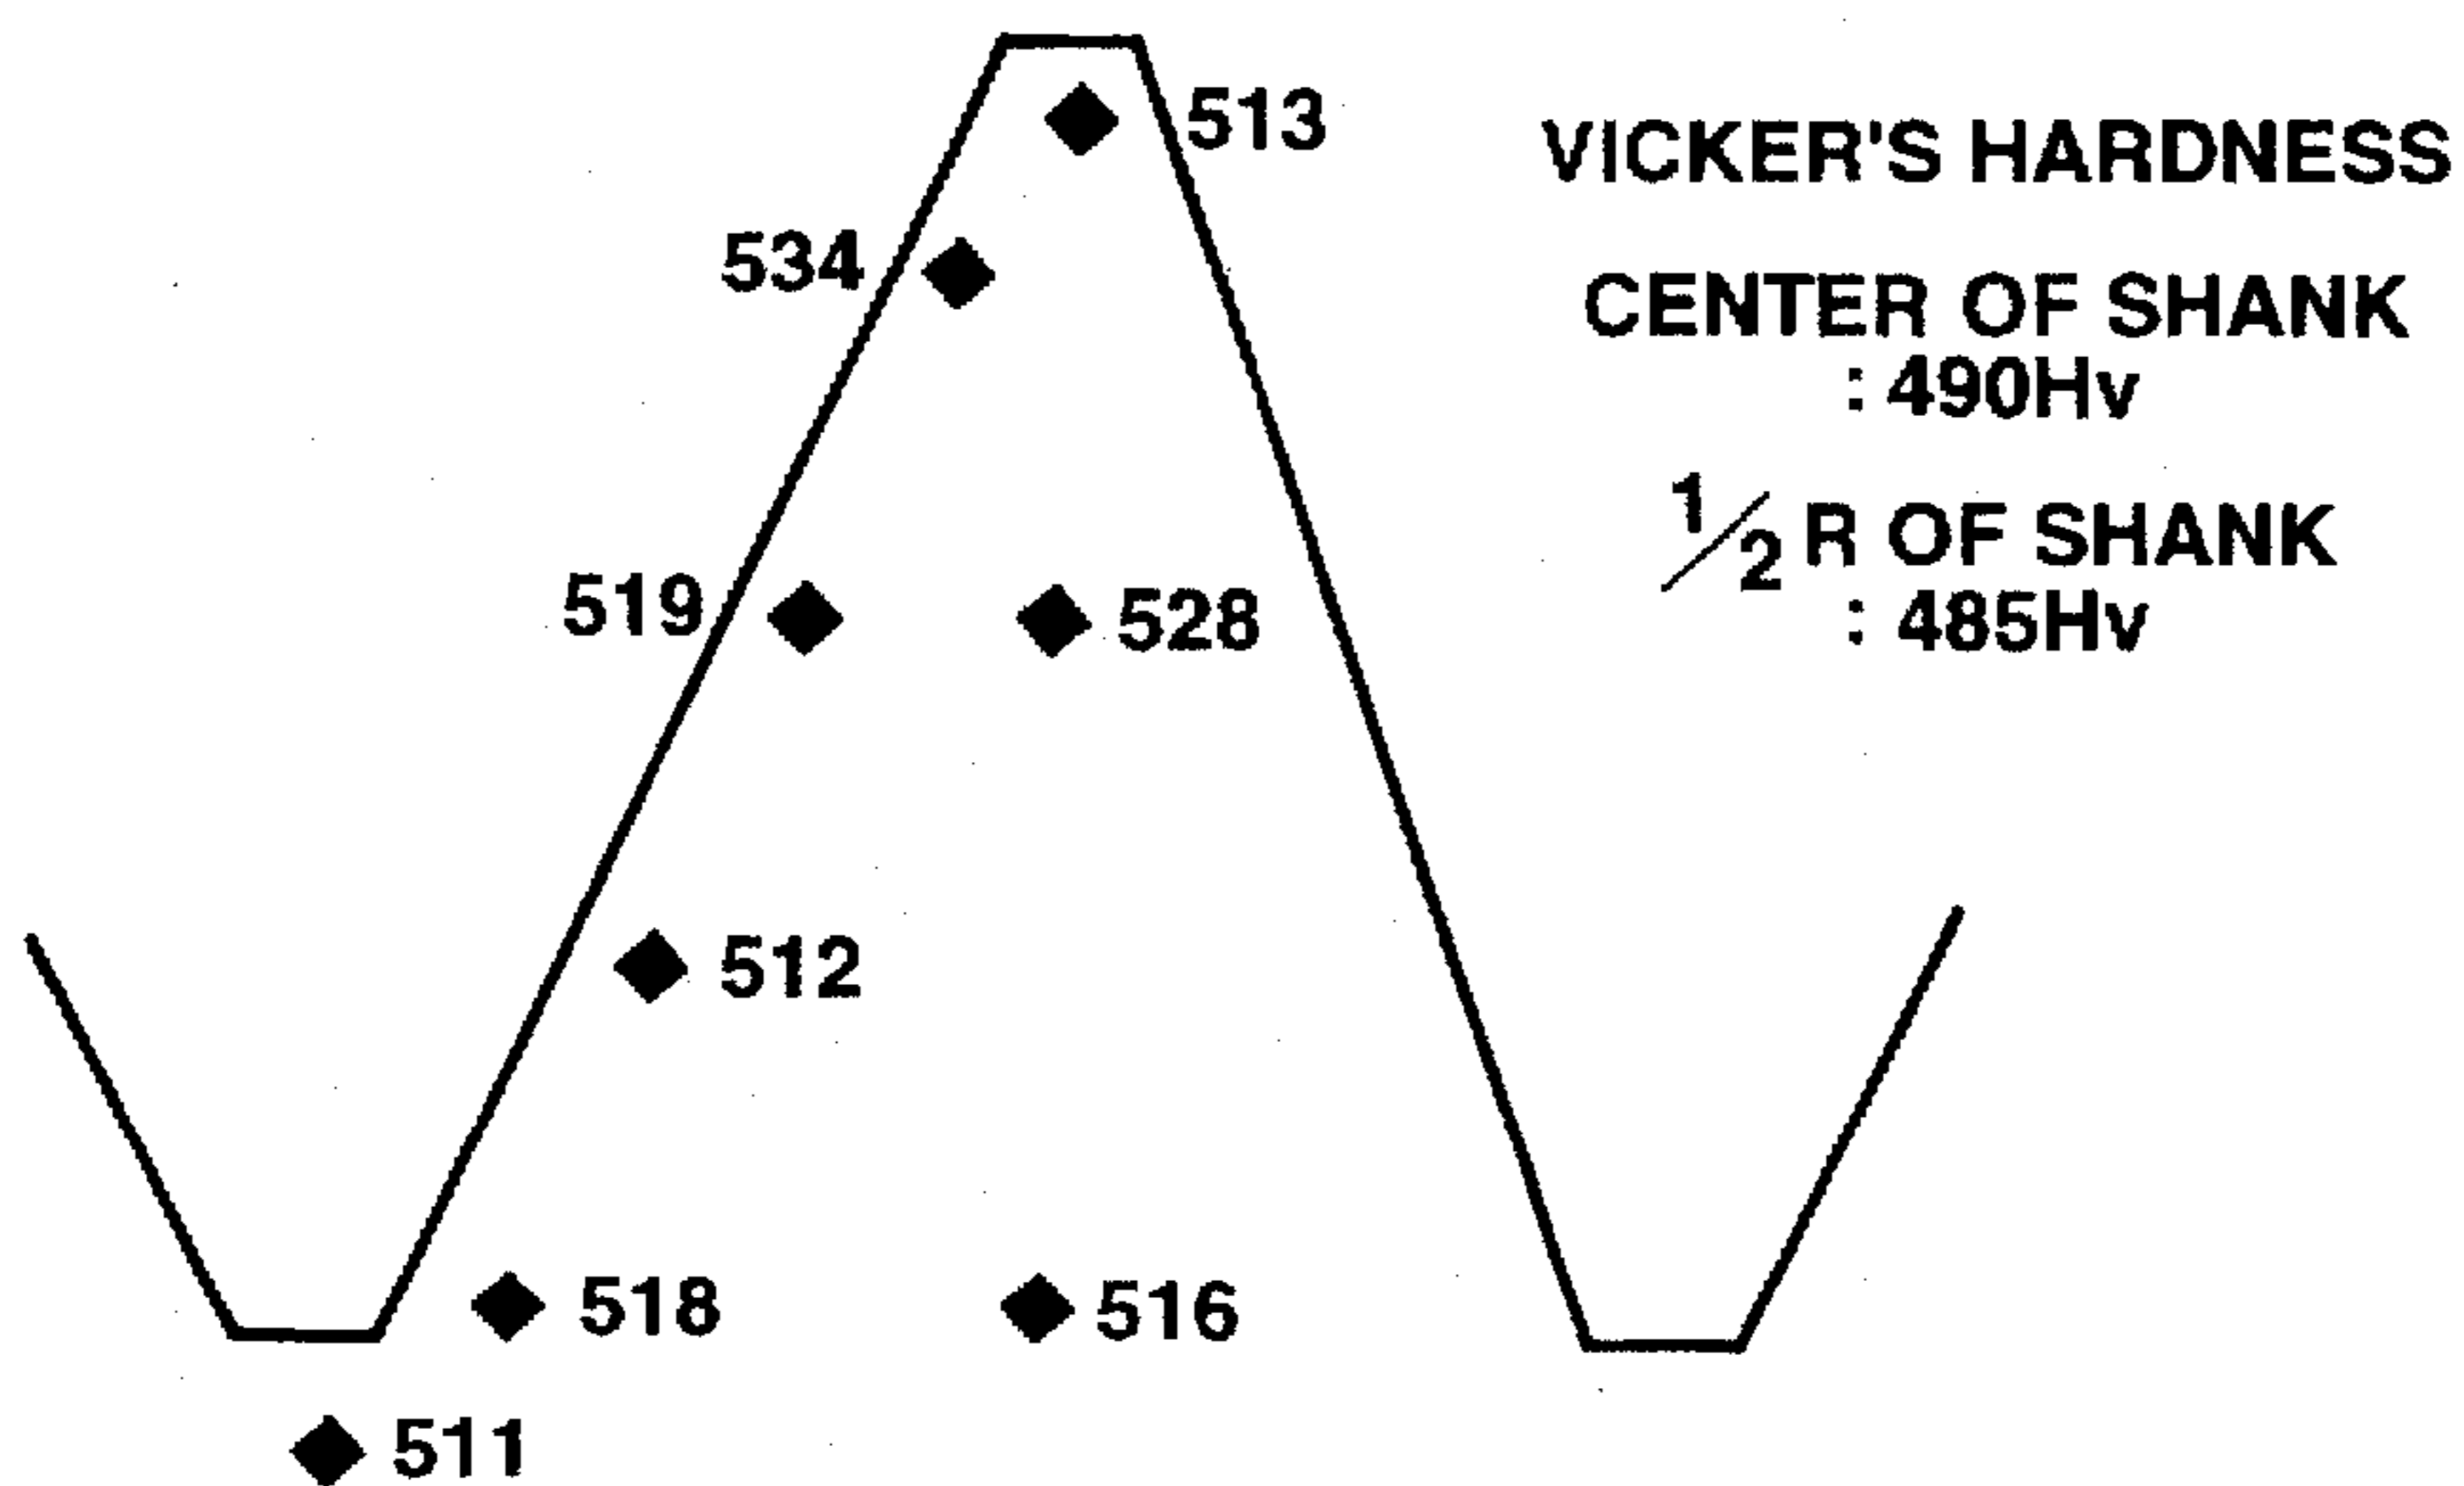 513
VICKER'S HARDNESS
534
CENTER OF SHANK
: 490Hv
1/2 R OF SHANK
: 485Hv
519
528
512
518
516
511